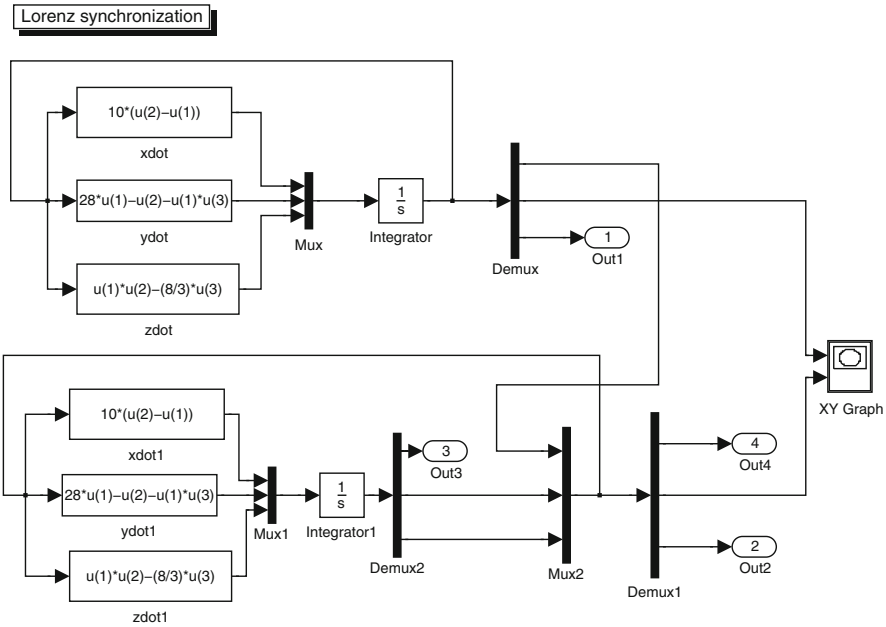 Lorenz synchronization
10*(u(2)−u(1))
xdot
28*u(1)−u(2)−u(1)*u(3)
ydot
u(1)*u(2)−(8/3)*u(3)
zdot
Mux
1
s
Integrator
Demux
1
Out1
XY Graph
10*(u(2)−u(1))
xdot1
28*u(1)−u(2)−u(1)*u(3)
ydot1
u(1)*u(2)−(8/3)*u(3)
zdot1
Mux1
1
s
Integrator1
Demux2
3
Out3
Mux2
Demux1
4
Out4
2
Out2